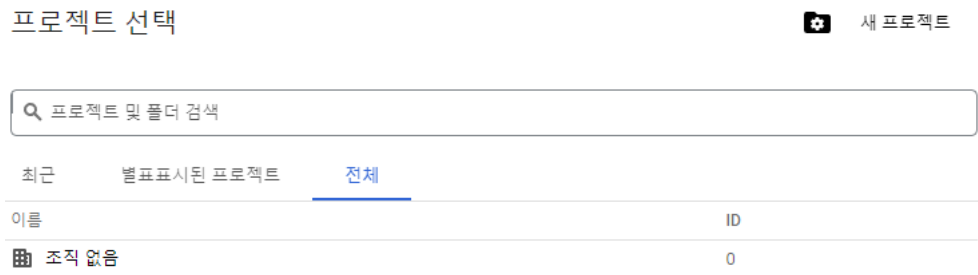 프로젝트 선택 새 프로젝트
프로젝트 및 폴더 검색
최근 별표표시된 프로젝트 전체
이름 ID
조직 없음 0